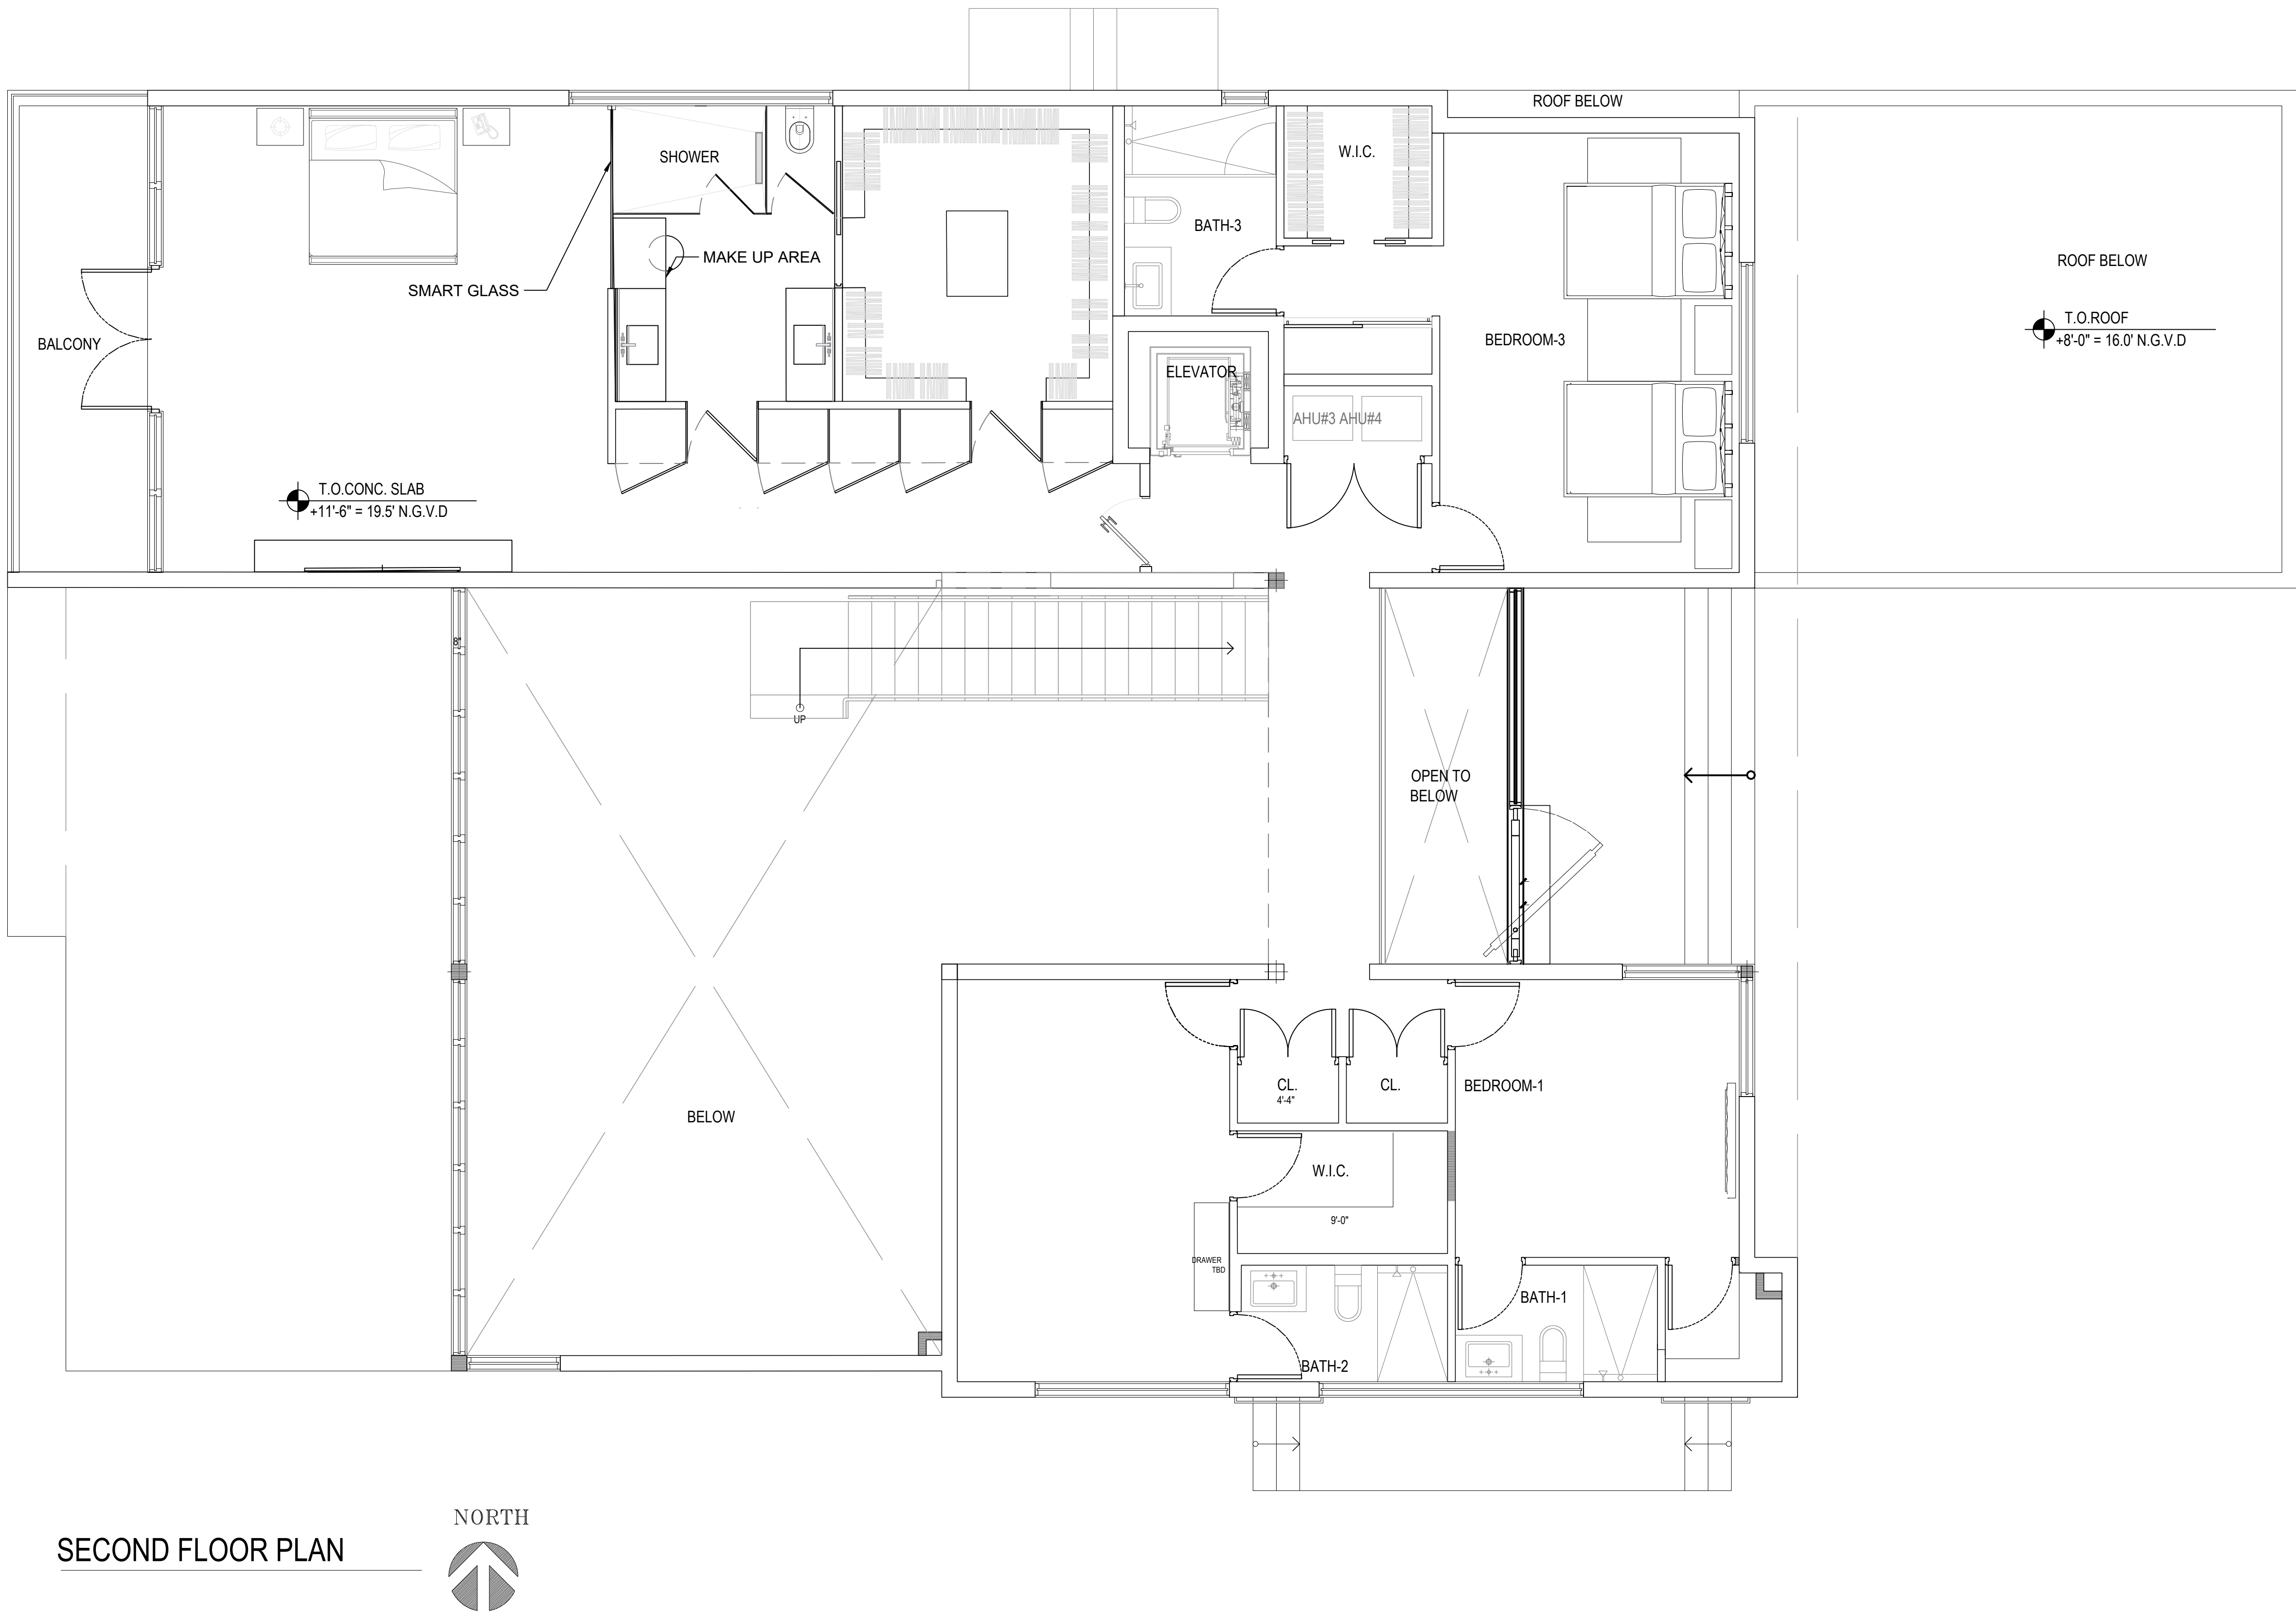 ROOF BELOW
SHOWER
W.I.C.
BATH-3
MAKE UP AREA
SMART GLASS
ROOF BELOW
T.O.ROOF
+8'-0" = 16.0' N.G.V.D
BALCONY
BEDROOM-3
ELEVATOR
AHU#3 AHU#4
T.O.CONC. SLAB
+11'-6" = 19.5' N.G.V.D
8"
UP
OPEN TO
BELOW
CL.
4'-4"
CL.
BEDROOM-1
BELOW
W.I.C.
9'-0"
DRAWER
TBD
BATH-1
BATH-2
NORTH
SECOND FLOOR PLAN